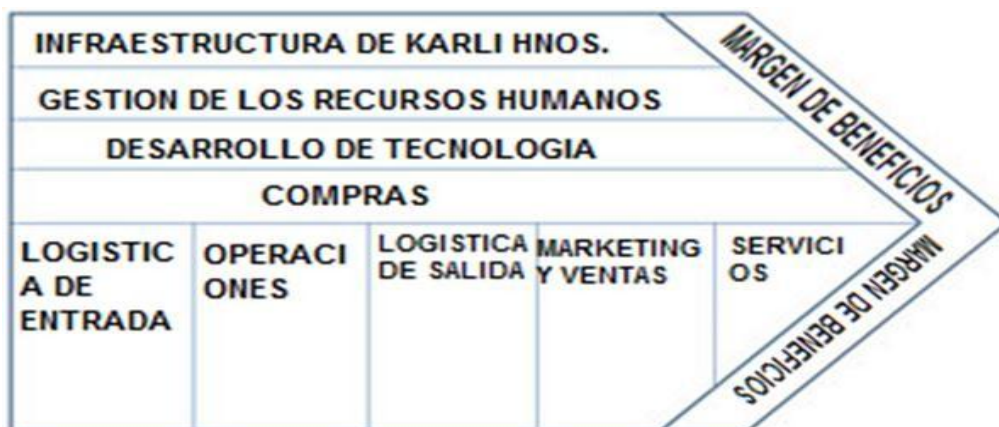 INFRAESTRUCTURA DE KARLI HNOS.
GESTION DE LOS RECURSOS HUMANOS
DESARROLLO DE TECNOLOGIA
COMPRAS
LOGISTIC
A DE
ENTRADA
OPERACI
ONES
LOGISTICA
DE SALIDA
MARKETING
Y VENTAS
SERVICI
OS
MARGEN DE BENEFICIOS
MARGEN DE BENEFICIOS